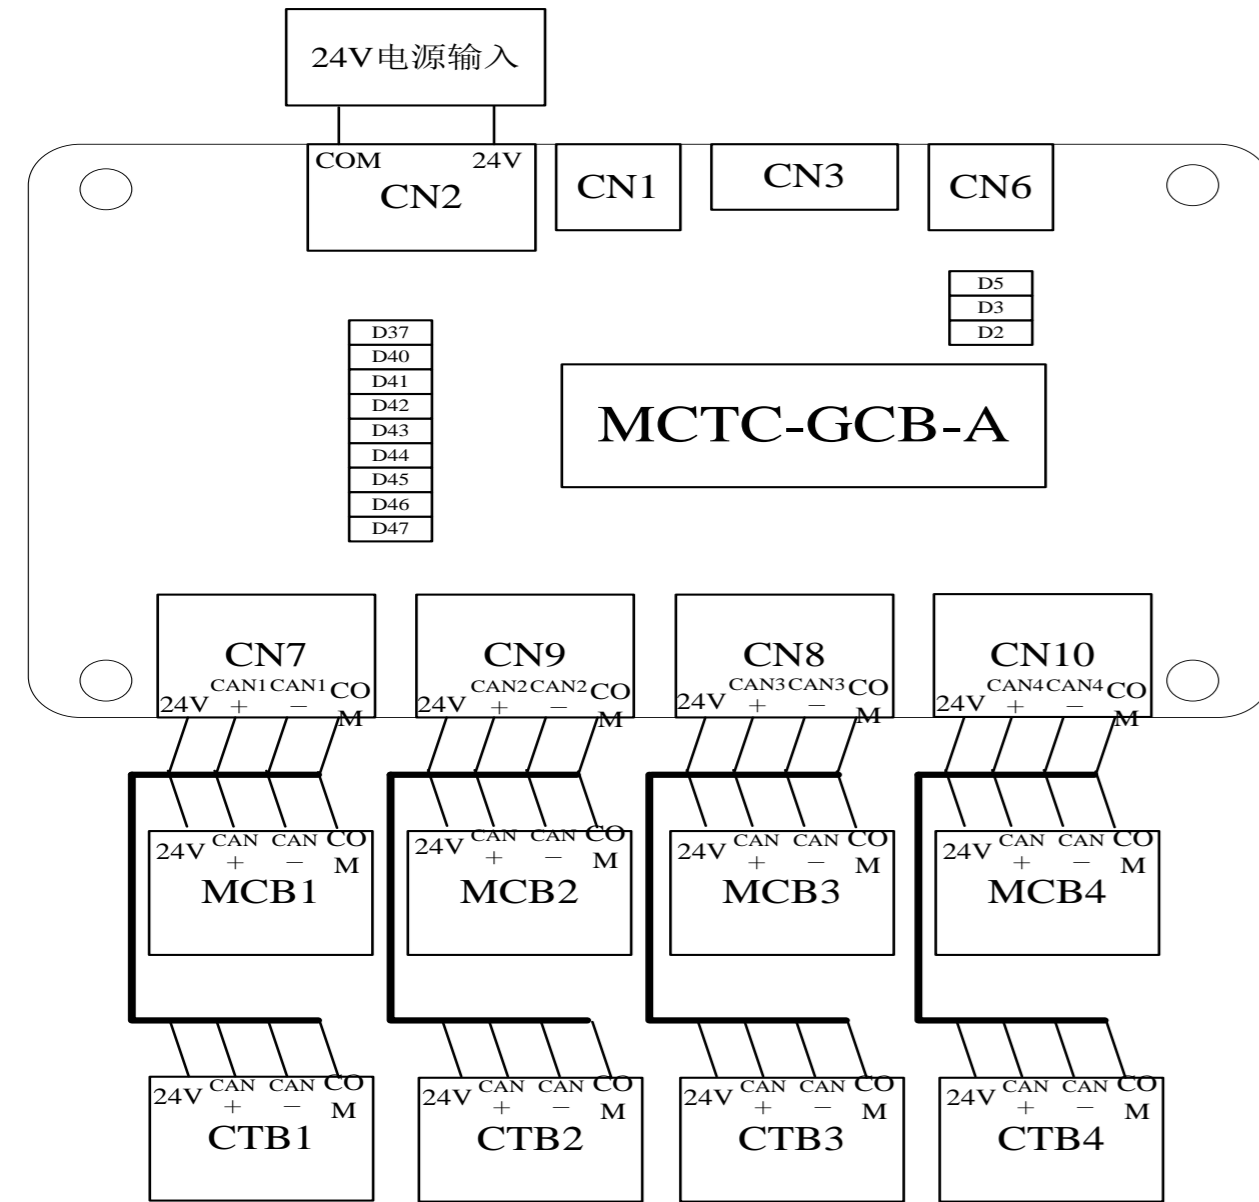 24V电源输入
COM 24V
CN2 CN1 CN3 CN6
D5
D3
D2
D37
D40
D41
D42
D43
D44
D45
D46
D47
MCTC-GCB-A
CN7 CN9 CN8 CN10
24V CAN1+ CAN1− COM 24V CAN2+ CAN2− COM 24V CAN3+ CAN3− COM 24V CAN4+ CAN4− COM
24V CAN+ CAN− COM 24V CAN+ CAN− COM 24V CAN+ CAN− COM 24V CAN+ CAN− COM
MCB1 MCB2 MCB3 MCB4
24V CAN+ CAN− COM 24V CAN+ CAN− COM 24V CAN+ CAN− COM 24V CAN+ CAN− COM
CTB1 CTB2 CTB3 CTB4